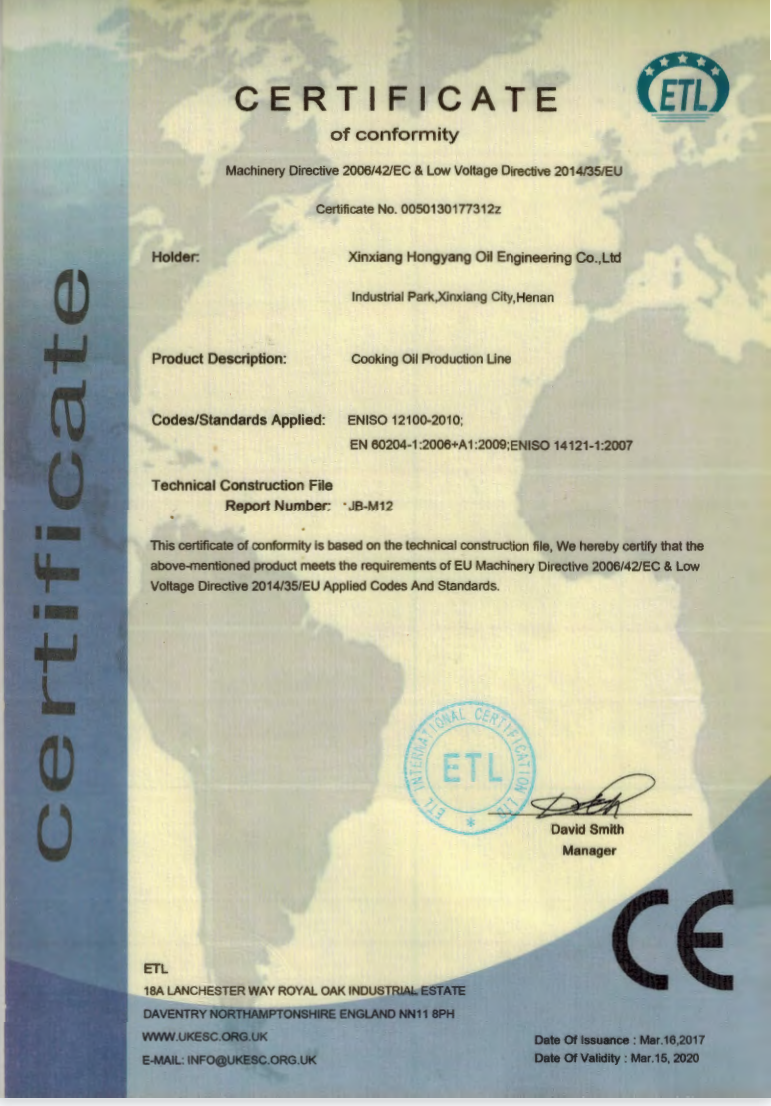 certificate
ETL
CERTIFICATE
of conformity
Machinery Directive 2006/42/EC & Low Voltage Directive 2014/35/EU
Certificate No. 0050130177312z
Holder: Xinxiang Hongyang Oil Engineering Co.,Ltd
Industrial Park,Xinxiang City,Henan
Product Description: Cooking Oil Production Line
Codes/Standards Applied: ENISO 12100-2010;
EN 60204-1:2006+A1:2009;ENISO 14121-1:2007
Technical Construction File
Report Number: JB-M12
This certificate of conformity is based on the technical construction file, We hereby certify that the
above-mentioned product meets the requirements of EU Machinery Directive 2006/42/EC & Low
Voltage Directive 2014/35/EU Applied Codes And Standards.
ETL INTERNATIONAL CERTIFICATION LTD
ETL
David Smith
Manager
CE
ETL
18A LANCHESTER WAY ROYAL OAK INDUSTRIAL ESTATE
DAVENTRY NORTHAMPTONSHIRE ENGLAND NN11 8PH
WWW.UKESC.ORG.UK
E-MAIL: INFO@UKESC.ORG.UK
Date Of Issuance : Mar.16,2017
Date Of Validity : Mar.15, 2020